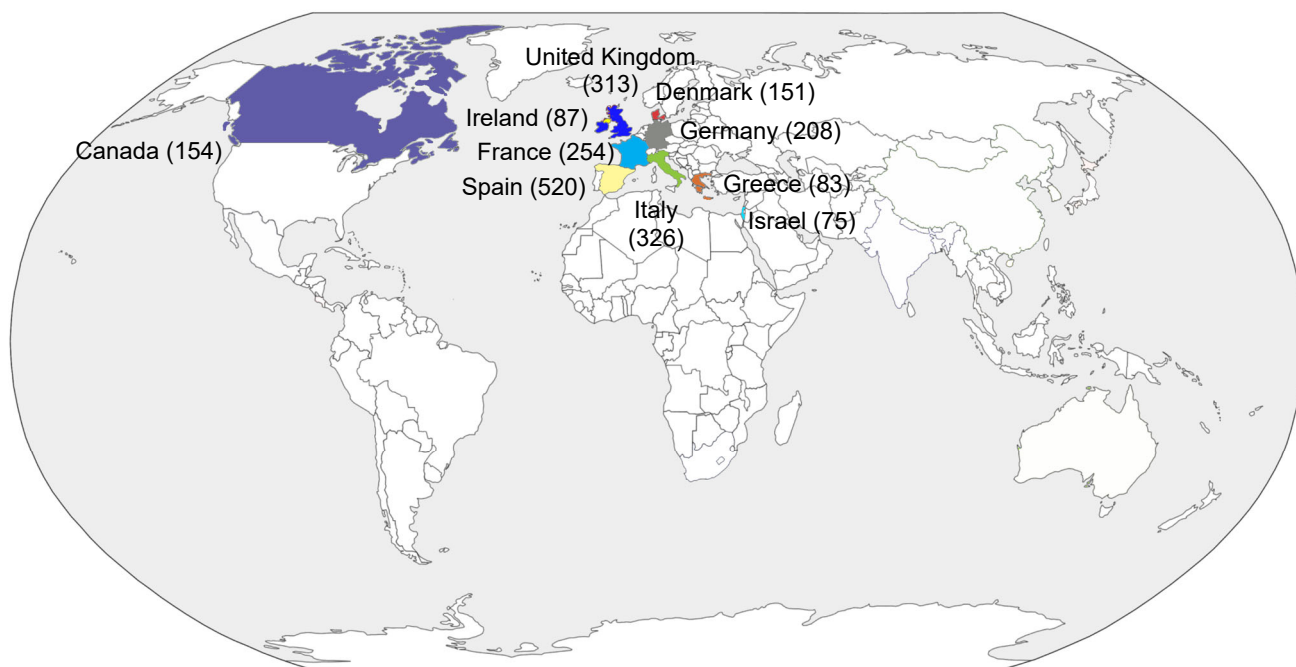 United Kingdom
(313)
Denmark (151)
Ireland (87)
Germany (208)
Canada (154)
France (254)
Spain (520)
Greece (83)
Italy
(326)
Israel (75)